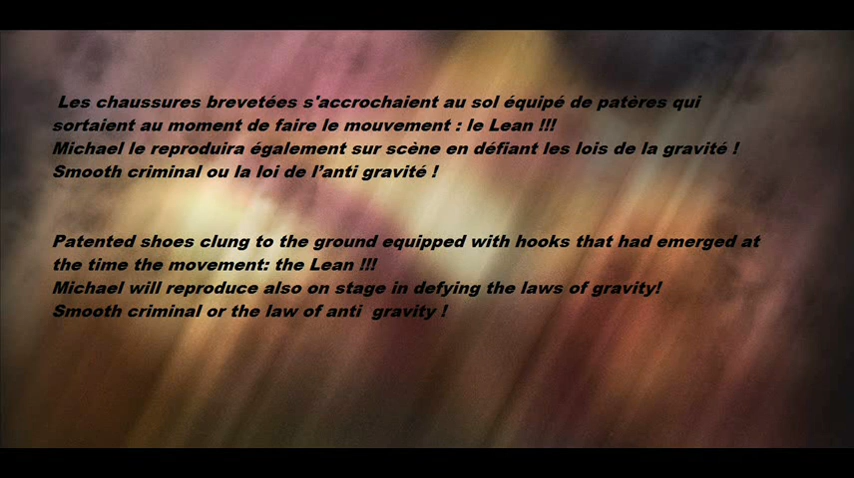 Les chaussures brevetées s'accrochaient au sol équipé de patères qui
sortaient au moment de faire le mouvement : le Lean !!!
Michael le reproduira également sur scène en défiant les lois de la gravité !
Smooth criminal ou la loi de l’anti gravité !
Patented shoes clung to the ground equipped with hooks that had emerged at
the time the movement: the Lean !!!
Michael will reproduce also on stage in defying the laws of gravity!
Smooth criminal or the law of anti  gravity !